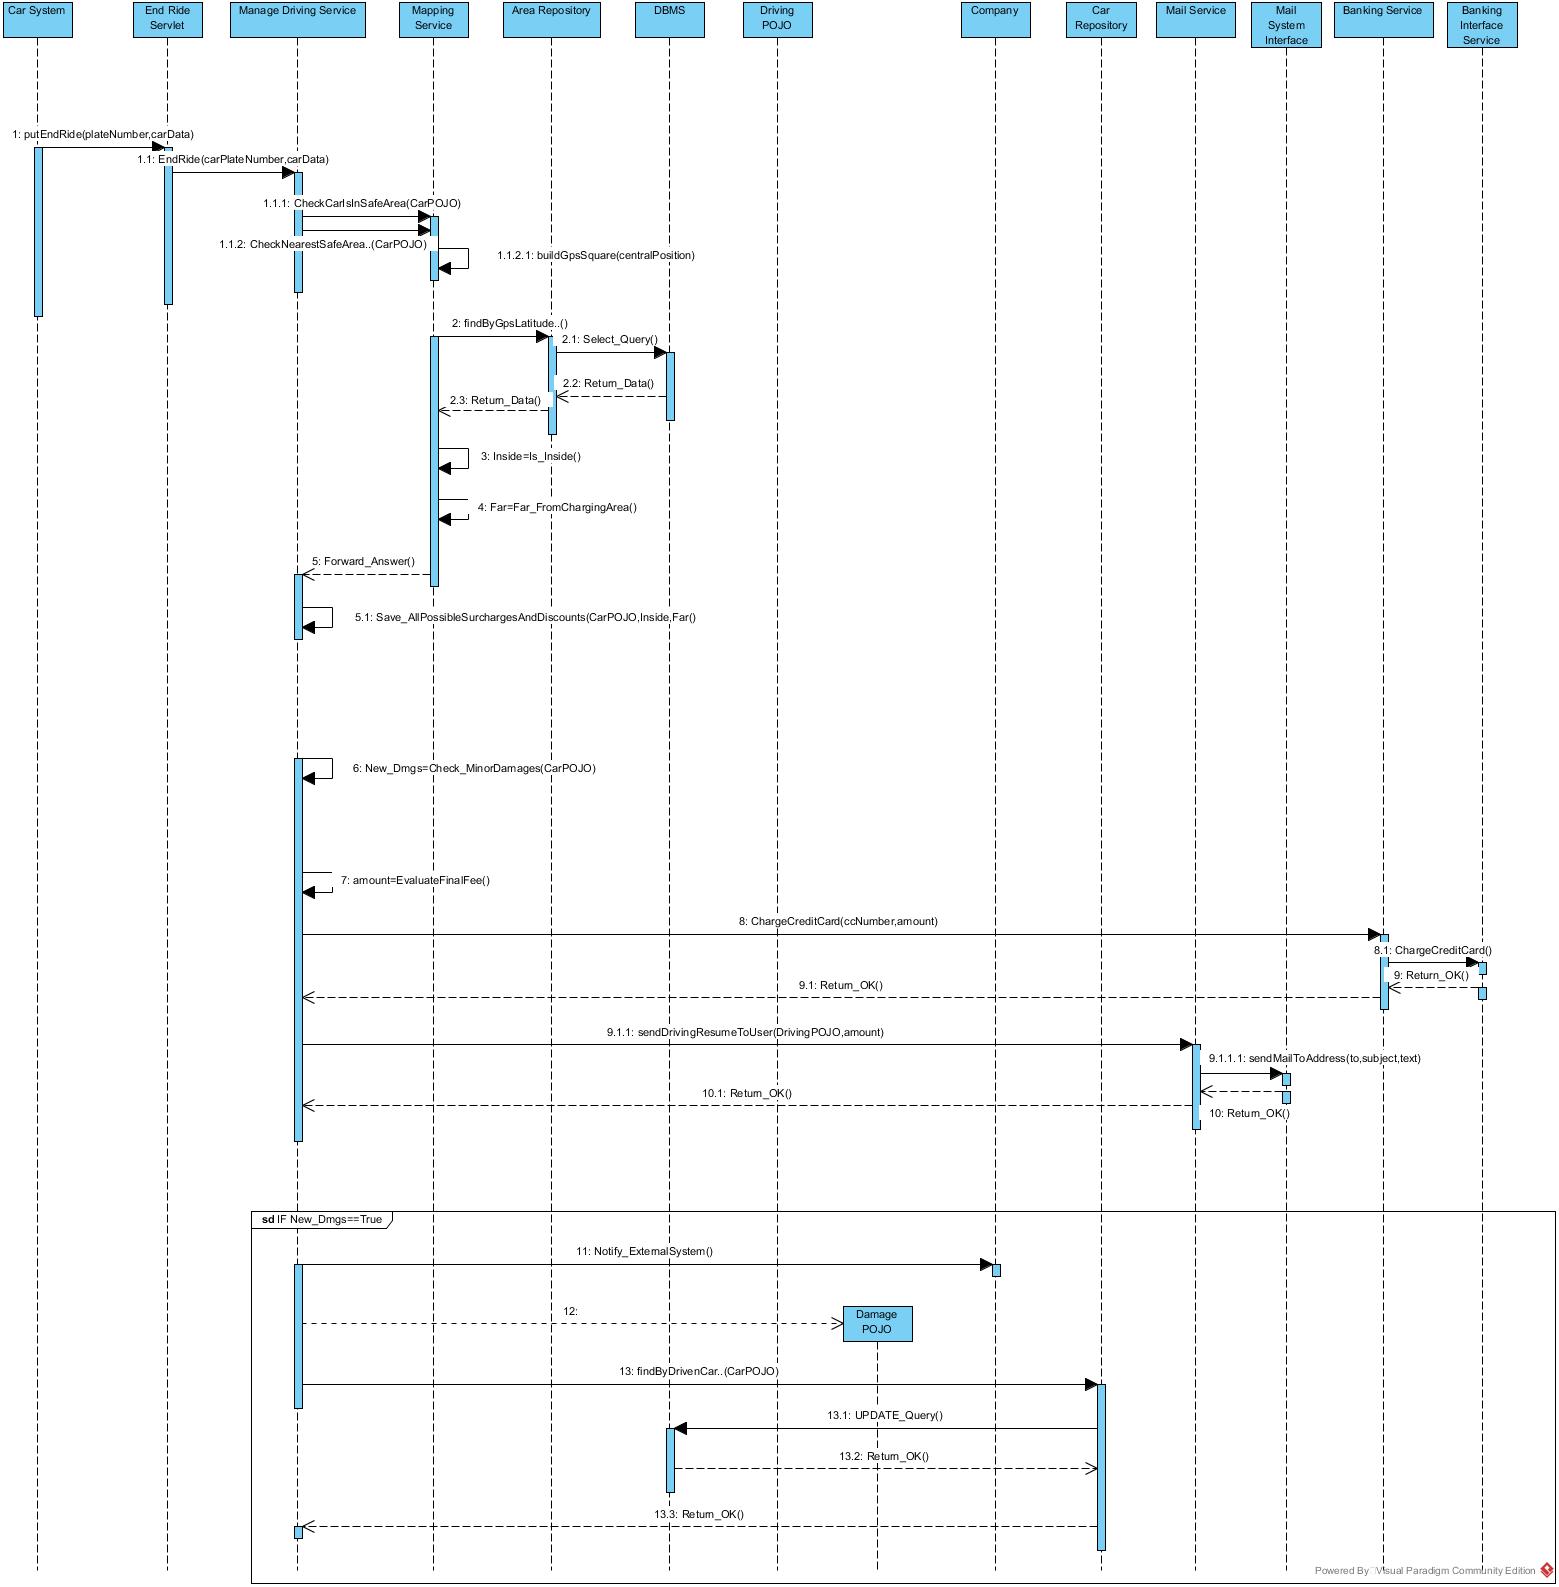 Car System
End Ride
Servlet
Manage Driving Service
Mapping
Service
Area Repository
DBMS
Driving
POJO
Company
Car
Repository
Mail Service
Mail
System
Interface
Banking Service
Banking
Interface
Service
1: putEndRide(plateNumber,carData)
1.1: EndRide(carPlateNumber,carData)
1.1.1: CheckCarIsInSafeArea(CarPOJO)
1.1.2: CheckNearestSafeArea..(CarPOJO)
1.1.2.1: buildGpsSquare(centralPosition)
2: findByGpsLatitude..()
2.1: Select_Query()
2.2: Return_Data()
2.3: Return_Data()
3: Inside=Is_Inside()
4: Far=Far_FromChargingArea()
5: Forward_Answer()
5.1: Save_AllPossibleSurchargesAndDiscounts(CarPOJO,Inside,Far()
6: New_Dmgs=Check_MinorDamages(CarPOJO)
7: amount=EvaluateFinalFee()
8: ChargeCreditCard(ccNumber,amount)
8.1: ChargeCreditCard()
9: Return_OK()
9.1: Return_OK()
9.1.1: sendDrivingResumeToUser(DrivingPOJO,amount)
9.1.1.1: sendMailToAddress(to,subject,text)
10.1: Return_OK()
10: Return_OK()
sd IF New_Dmgs==True
11: Notify_ExternalSystem()
12:
Damage
POJO
13: findByDrivenCar..(CarPOJO)
13.1: UPDATE_Query()
13.2: Return_OK()
13.3: Return_OK()
Powered By Visual Paradigm Community Edition